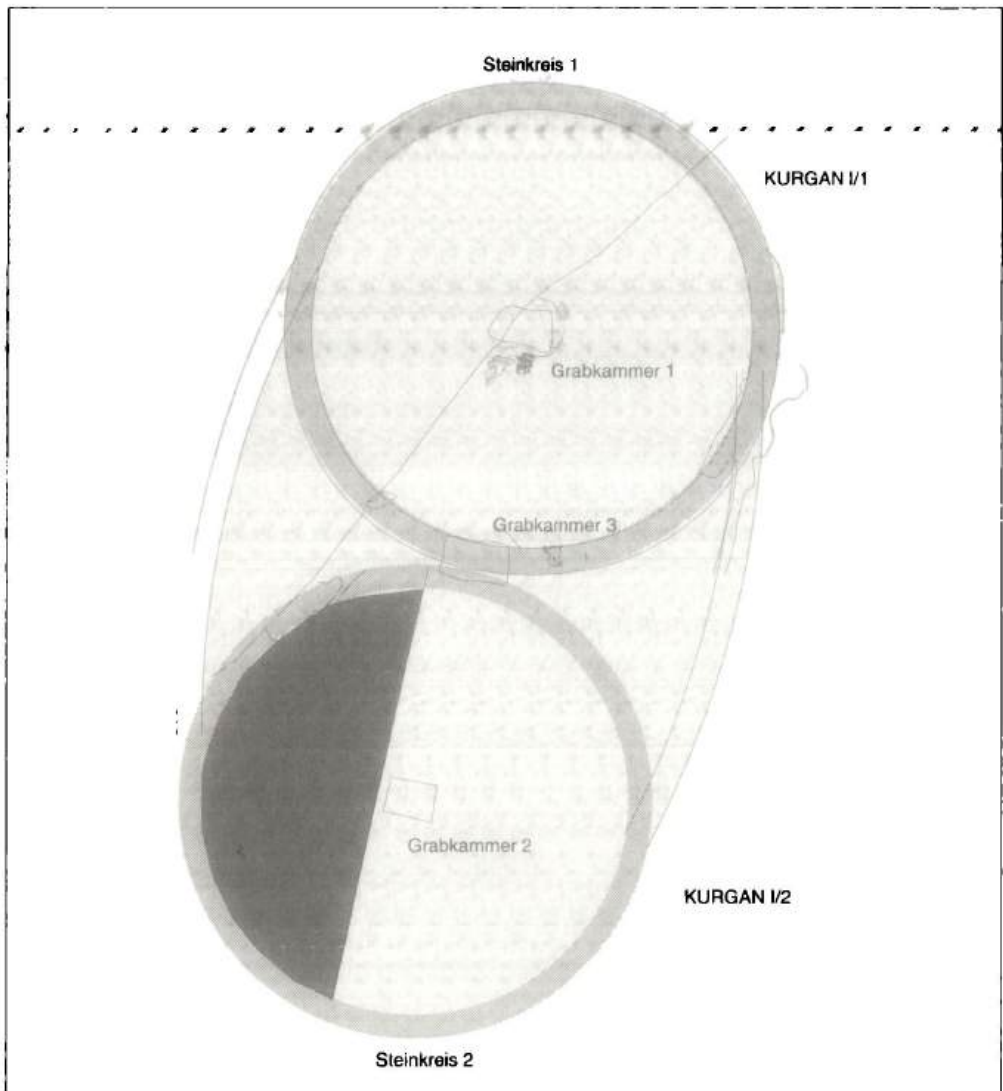 Steinkreis 1
KURGAN I/1
Grabkammer 1
Grabkammer 3
Grabkammer 2
KURGAN I/2
Steinkreis 2